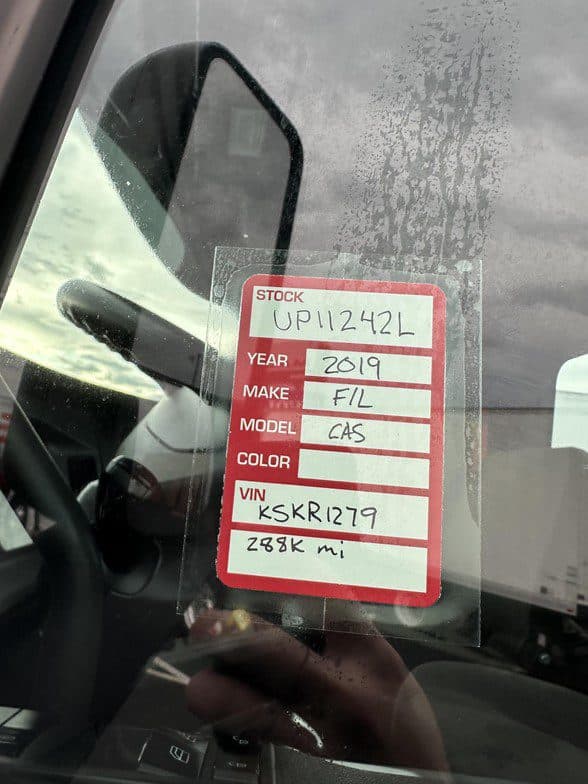 STOCK
UP11242L
YEAR 2019
MAKE F/L
MODEL CAS
COLOR
VIN
KSKR1279
288K mi